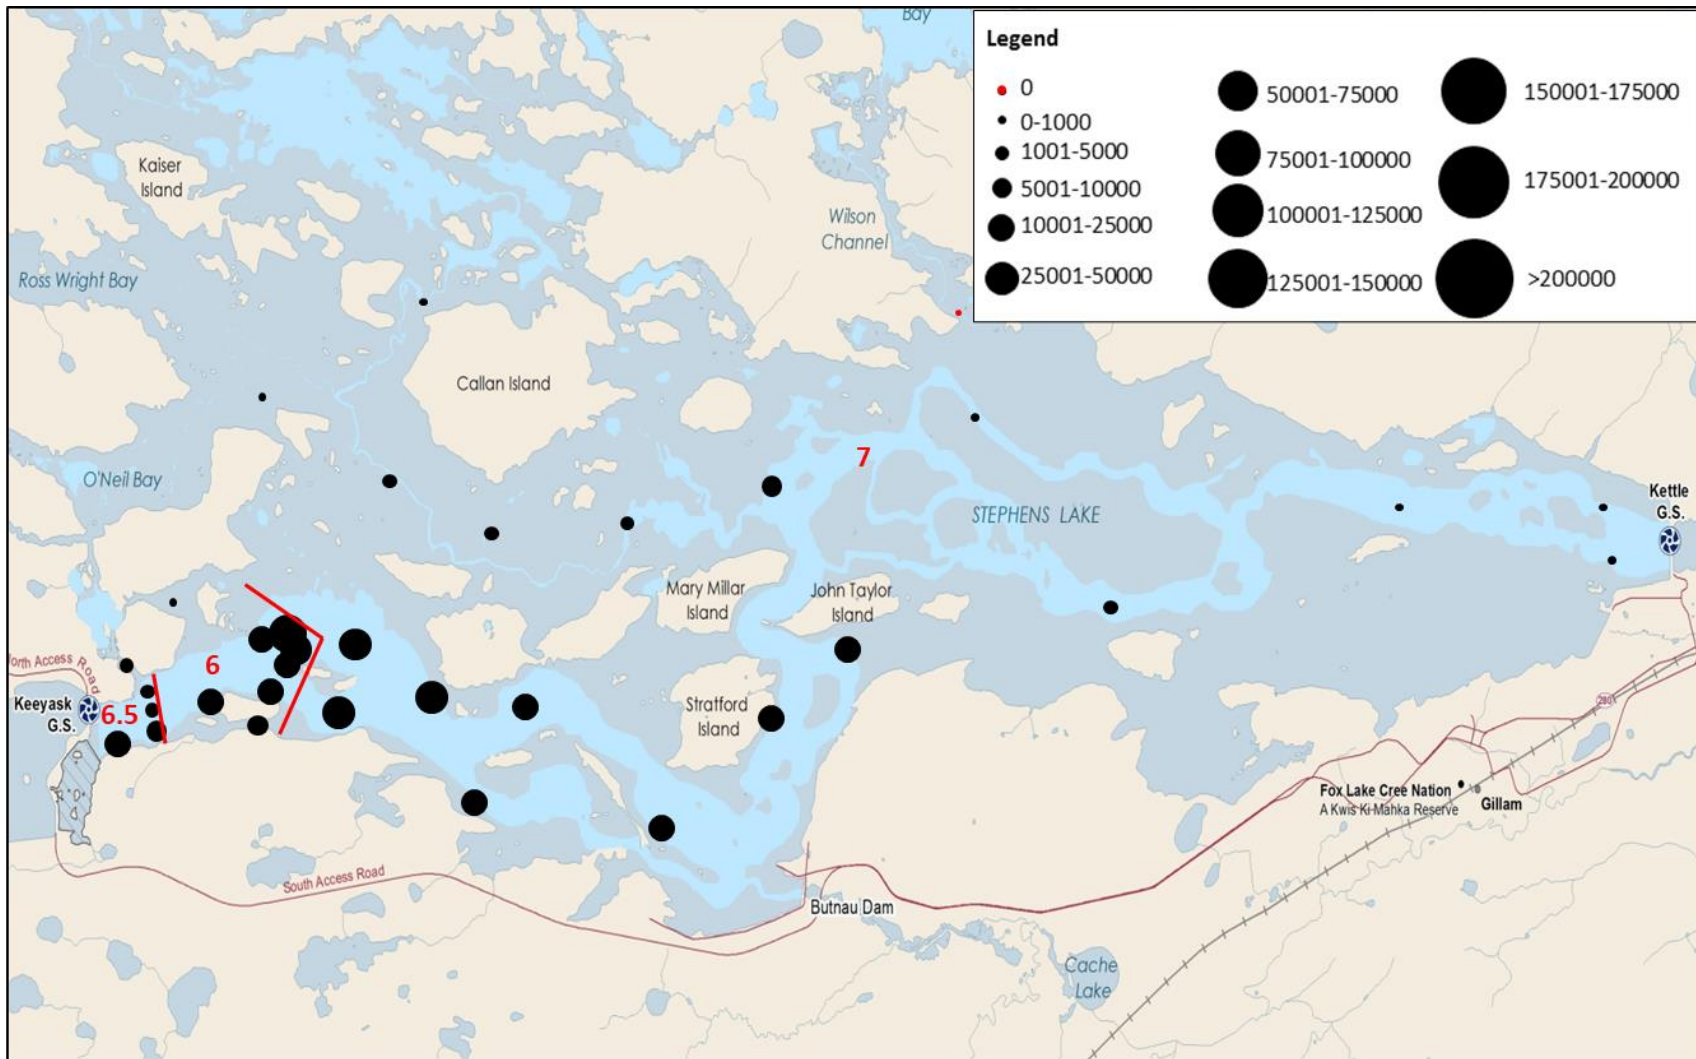 Bay
Legend
0
0-1000
1001-5000
5001-10000
10001-25000
25001-50000
50001-75000
75001-100000
100001-125000
125001-150000
150001-175000
175001-200000
>200000
Kaiser
Island
Wilson
Channel
Ross Wright Bay
Callan Island
7
O'Neil Bay
STEPHENS LAKE
Kettle
G.S.
Mary Millar
Island
John Taylor
Island
North Access Road
6
Keeyask
G.S.
6.5
Stratford
Island
280
Fox Lake Cree Nation
A Kwis Ki Mahka Reserve
Gillam
South Access Road
Butnau Dam
Cache
Lake